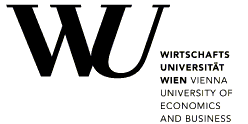 WU
WIRTSCHAFTS
UNIVERSITÄT
WIEN VIENNA
UNIVERSITY OF
ECONOMICS
AND BUSINESS